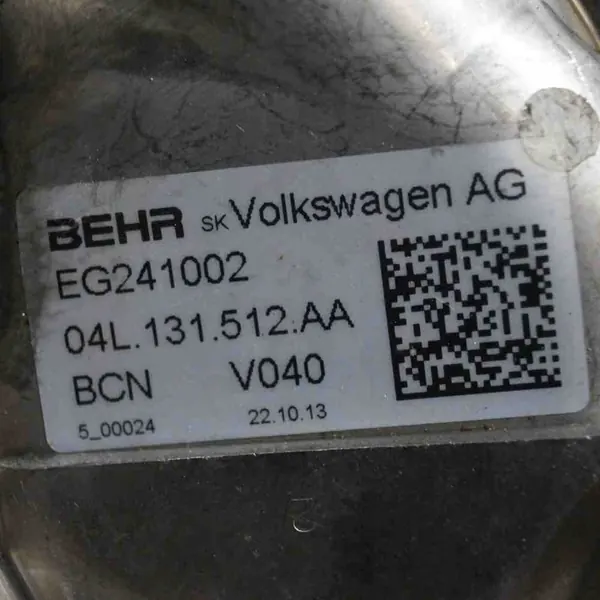 BEHR SK Volkswagen AG
EG241002
04L.131.512.AA
BCN V040
5_00024 22.10.13